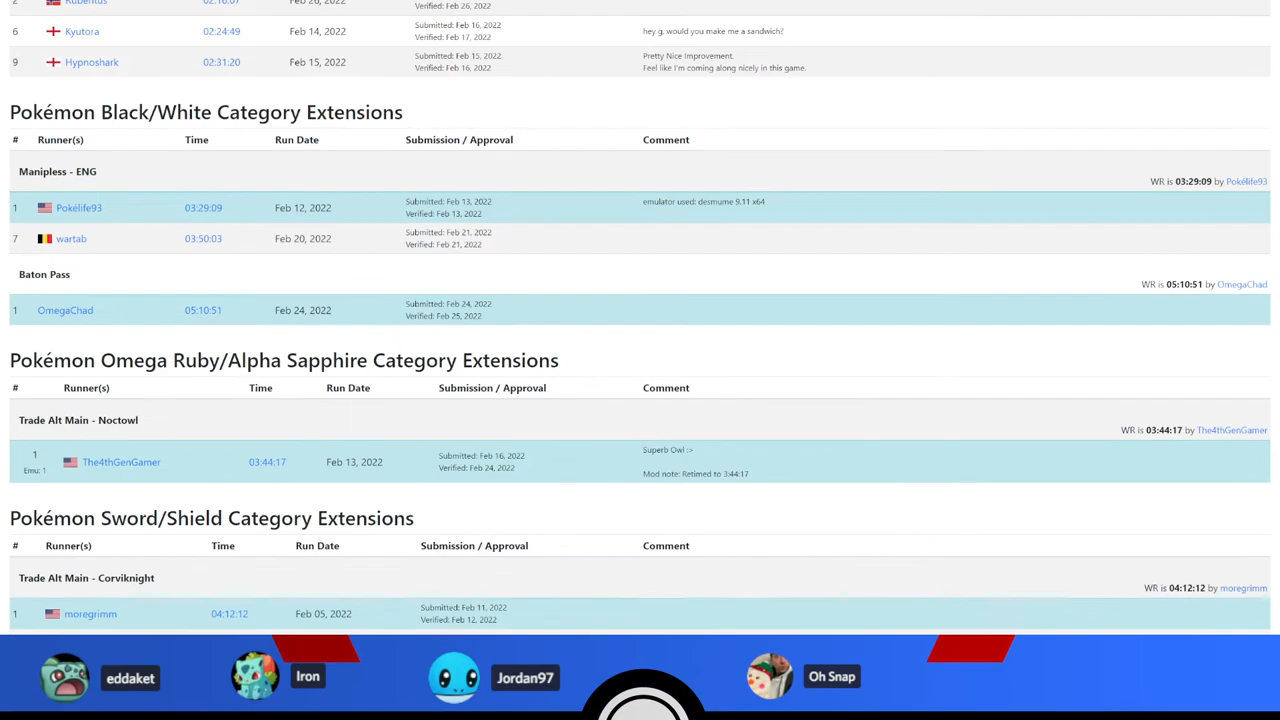 2 Rubentus 02:16:07 Feb 26, 2022 Verified: Feb 26, 2022
6 Kyutora 02:24:49 Feb 14, 2022 Submitted: Feb 16, 2022 Verified: Feb 17, 2022 hey g, would you make me a sandwich?
9 Hypnoshark 02:31:20 Feb 15, 2022 Submitted: Feb 15, 2022 Verified: Feb 16, 2022 Pretty Nice Improvement. Feel like I'm coming along nicely in this game.
Pokémon Black/White Category Extensions
# Runner(s) Time Run Date Submission / Approval Comment
Manipless - ENG
WR is 03:29:09 by Pokélife93
1 Pokélife93 03:29:09 Feb 12, 2022 Submitted: Feb 13, 2022 Verified: Feb 13, 2022 emulator used: desmume 9.11 x64
7 wartab 03:50:03 Feb 20, 2022 Submitted: Feb 21, 2022 Verified: Feb 21, 2022
Baton Pass
WR is 05:10:51 by OmegaChad
1 OmegaChad 05:10:51 Feb 24, 2022 Submitted: Feb 24, 2022 Verified: Feb 25, 2022
Pokémon Omega Ruby/Alpha Sapphire Category Extensions
# Runner(s) Time Run Date Submission / Approval Comment
Trade Alt Main - Noctowl
WR is 03:44:17 by The4thGenGamer
1 Emu: 1 The4thGenGamer 03:44:17 Feb 13, 2022 Submitted: Feb 16, 2022 Verified: Feb 24, 2022 Superb Owl :> Mod note: Retimed to 3:44:17
Pokémon Sword/Shield Category Extensions
# Runner(s) Time Run Date Submission / Approval Comment
Trade Alt Main - Corviknight
WR is 04:12:12 by moregrimm
1 moregrimm 04:12:12 Feb 05, 2022 Submitted: Feb 11, 2022 Verified: Feb 12, 2022
eddaket Iron Jordan97 Oh Snap